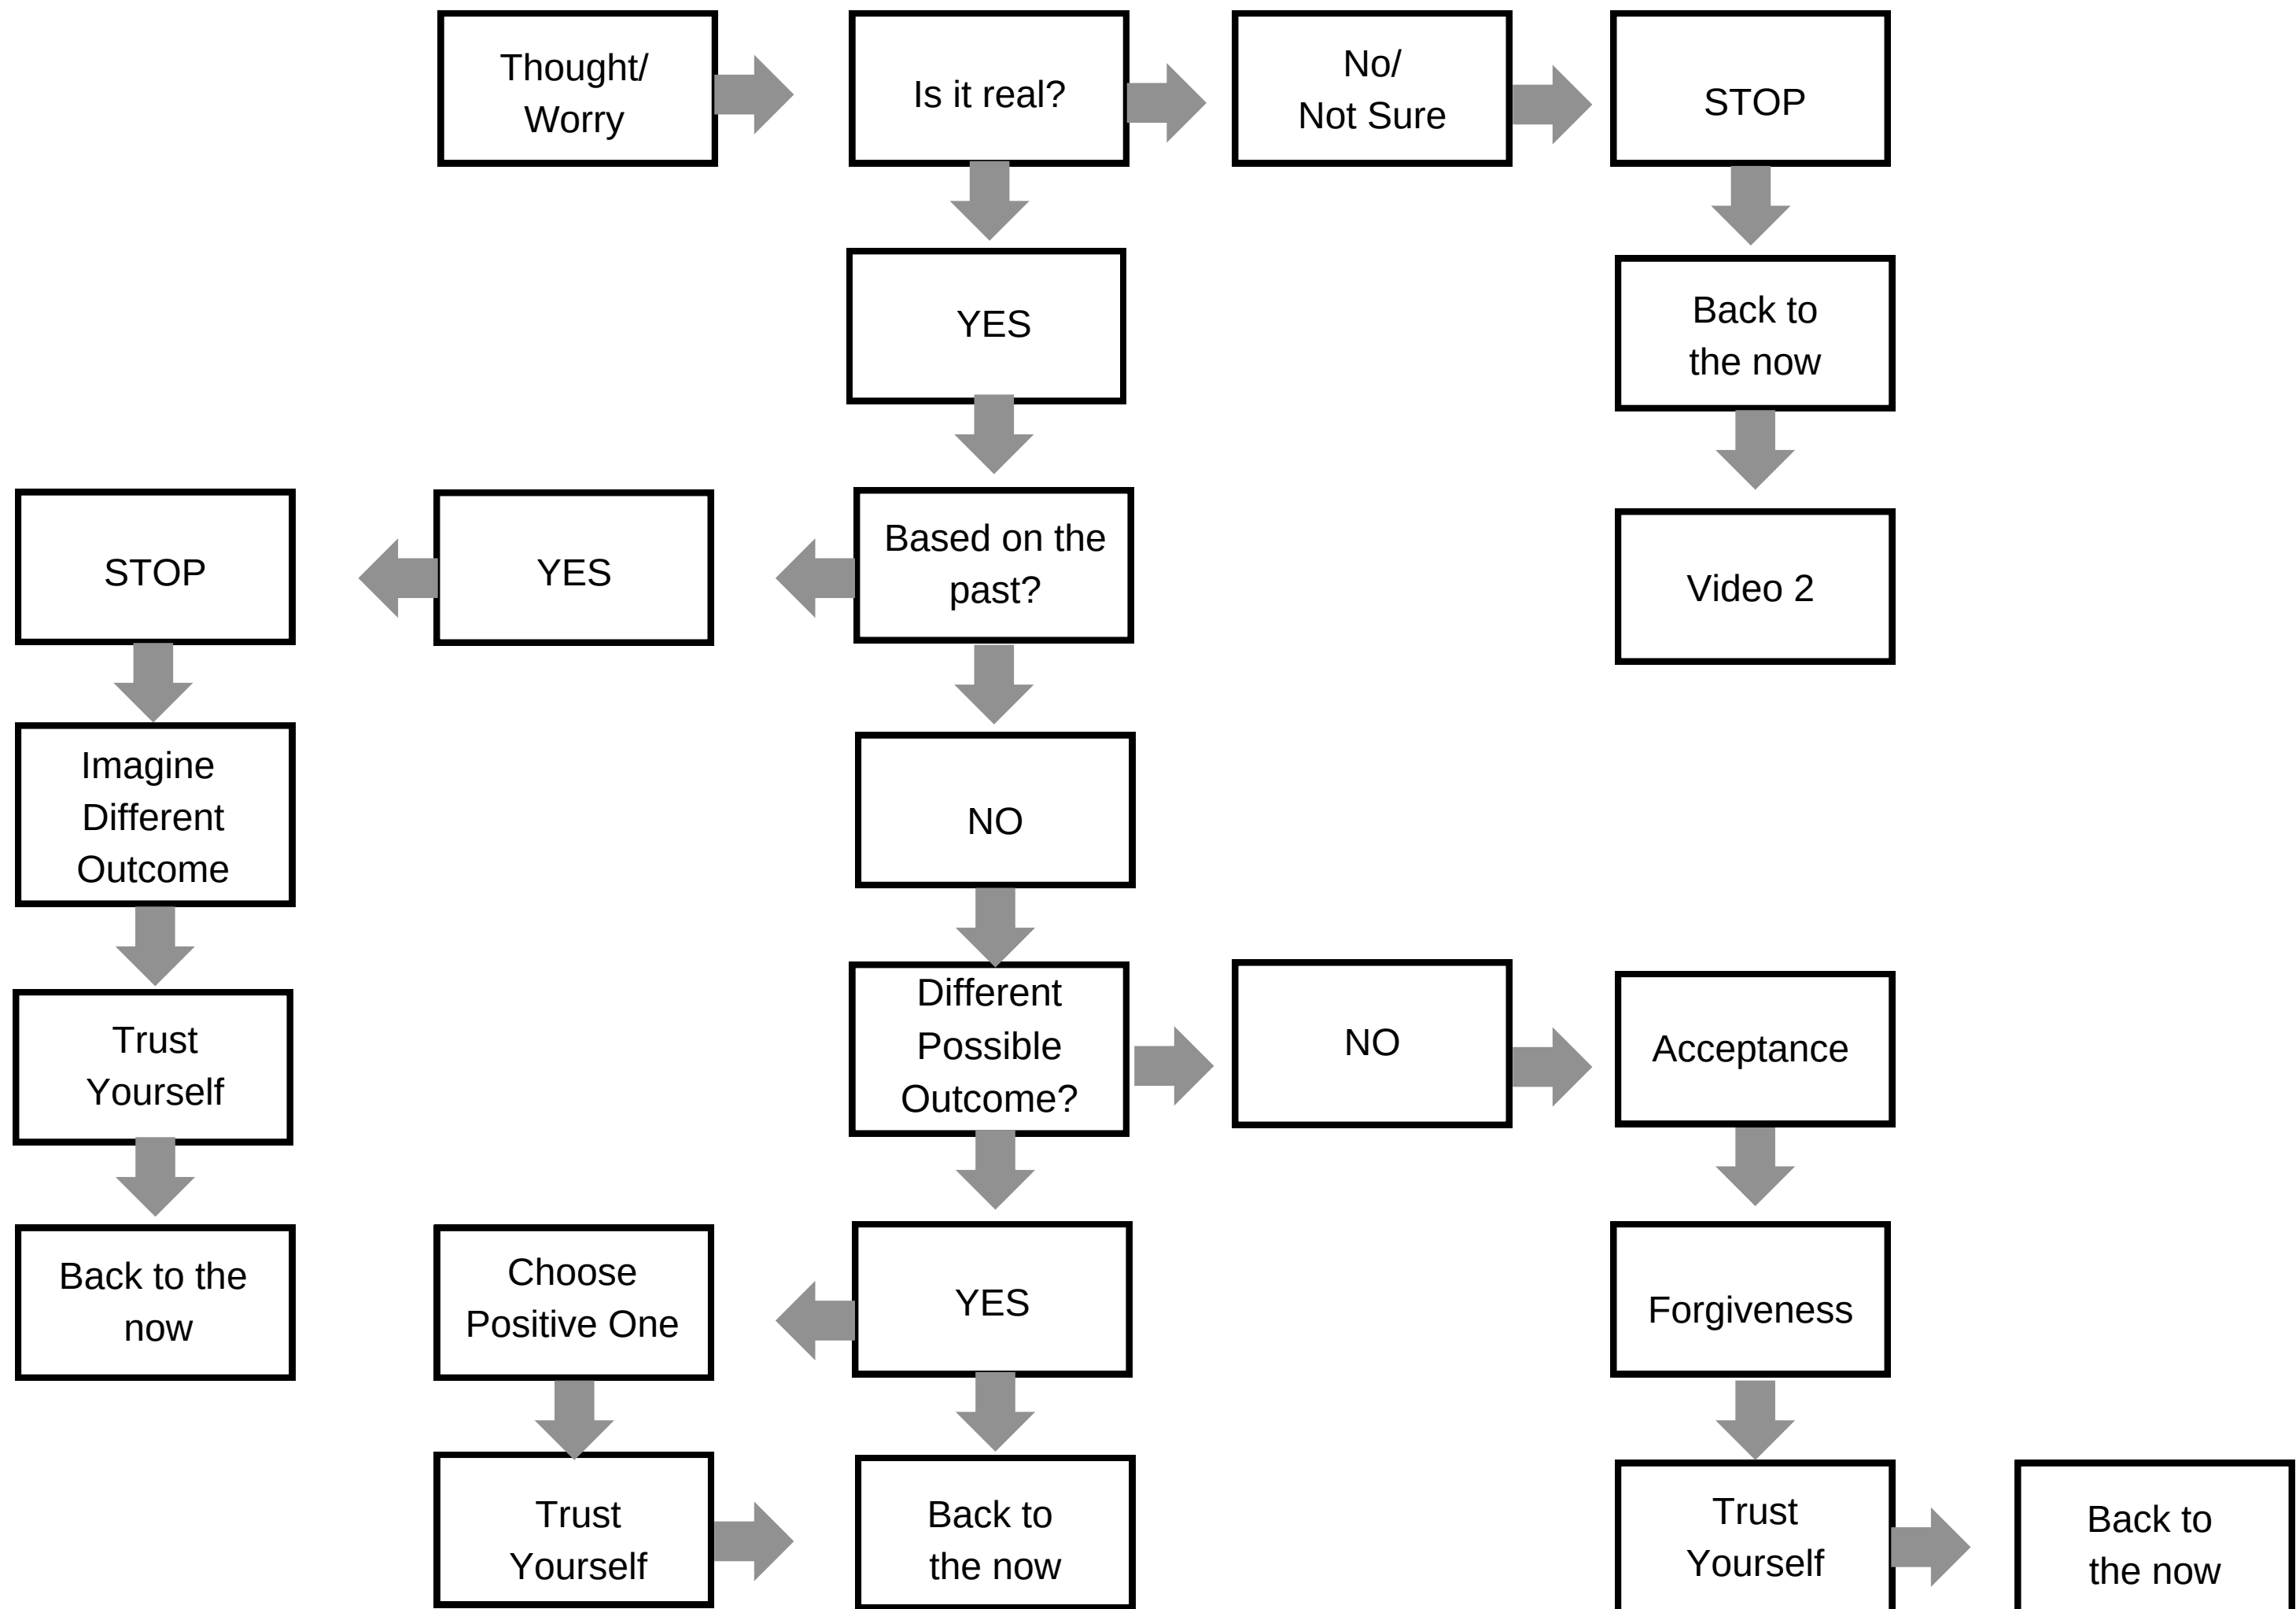 Thought/
Worry
Is it real?
No/
Not Sure
STOP
YES
Back to
the now
STOP
YES
Based on the
past?
Video 2
Imagine
Different
Outcome
NO
Trust
Yourself
Different
Possible
Outcome?
NO
Acceptance
Back to the
now
Choose
Positive One
YES
Forgiveness
Trust
Yourself
Back to
the now
Trust
Yourself
Back to
the now